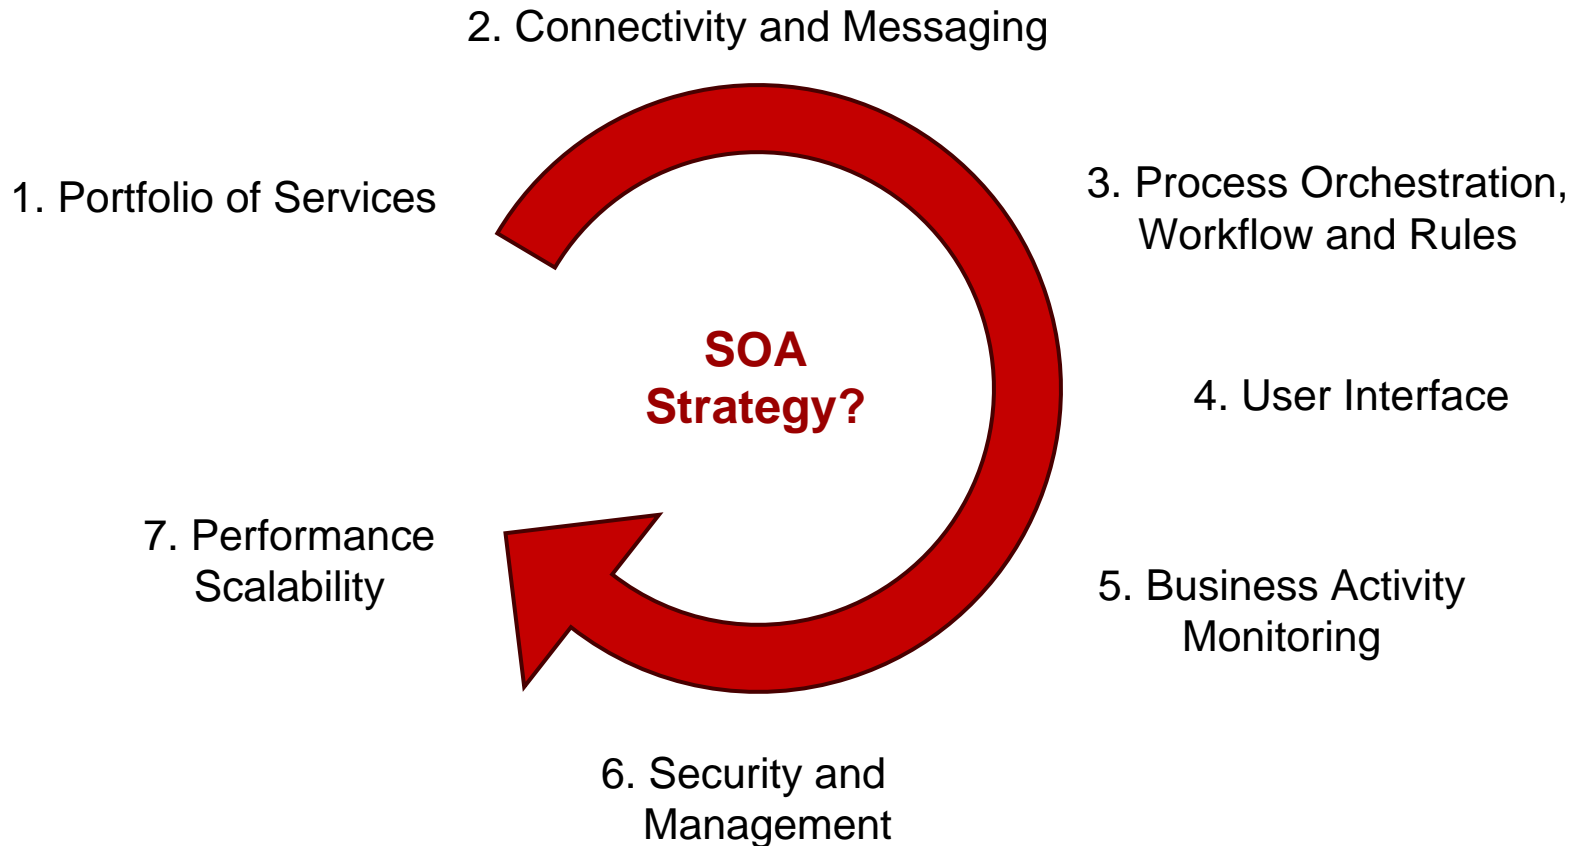 2. Connectivity and Messaging
1. Portfolio of Services
3. Process Orchestration,
Workflow and Rules
SOA
Strategy?
4. User Interface
7. Performance
Scalability
5. Business Activity
Monitoring
6. Security and
Management